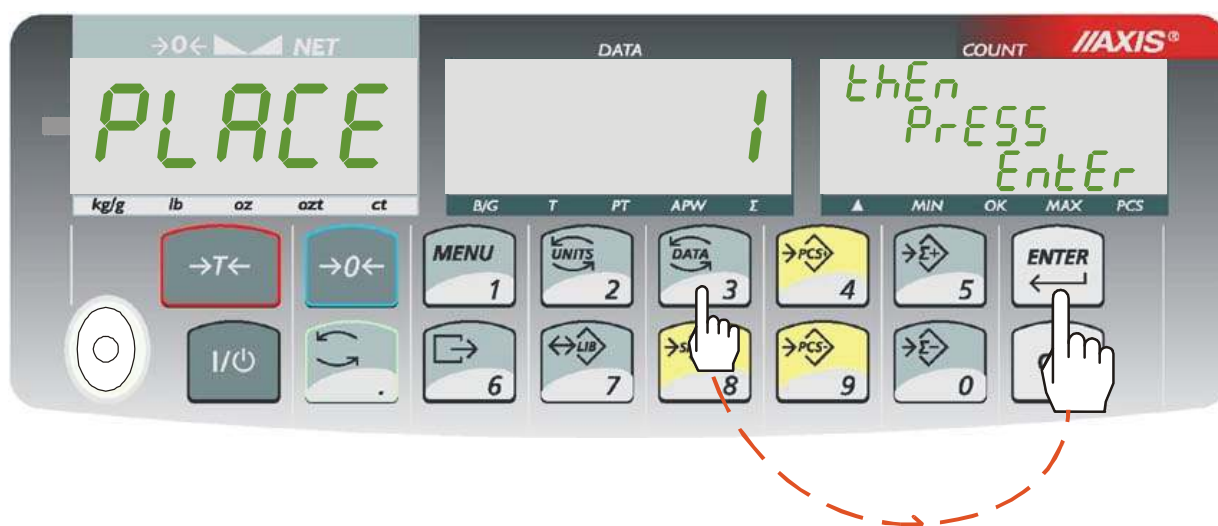 →0← NET DATA COUNT //AXIS®
PLACE 1 thEn
PrESS
EntEr
kg/g lb oz ozt ct B/G T PT APW Σ ▲ MIN OK MAX PCS
→T← →0← MENU 1 UNITS 2 DATA 3 →PCS 4 →Σ+ 5 ENTER
I/⏻ . 6 ↔LIB 7 8 →PCS- 9 →Σ- 0